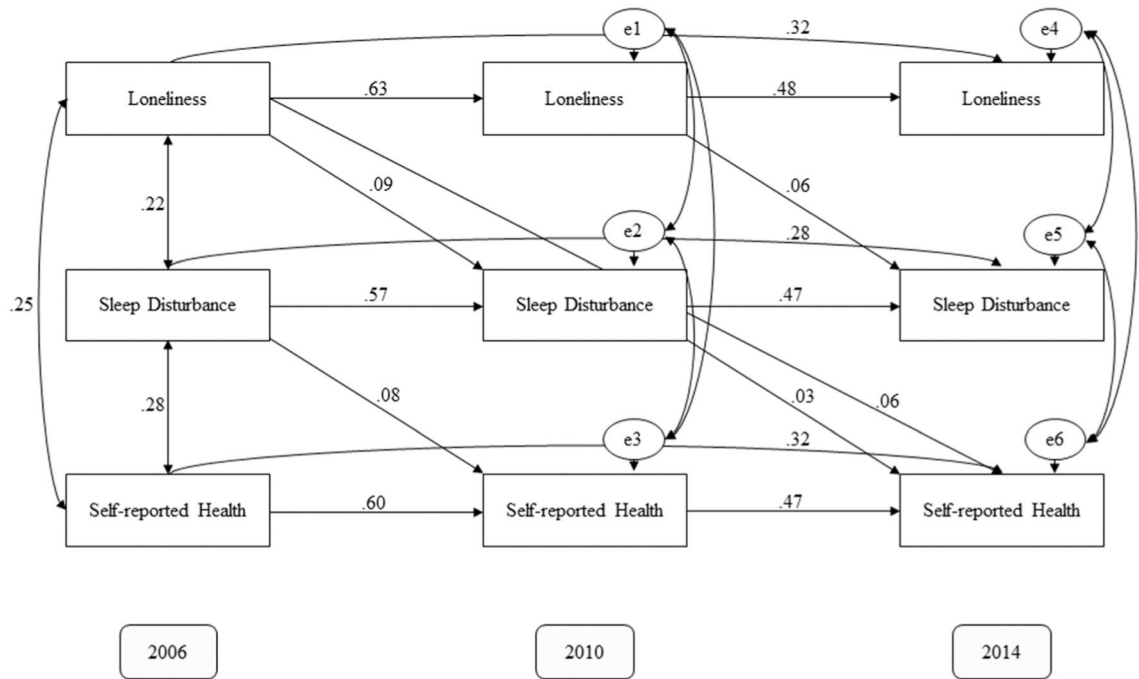 e1
e4
.32
Loneliness
.63
Loneliness
.48
Loneliness
.09
.06
.22
e2
.28
e5
.25
Sleep Disturbance
.57
Sleep Disturbance
.47
Sleep Disturbance
.28
.08
.03
.06
e3
.32
e6
Self-reported Health
.60
Self-reported Health
.47
Self-reported Health
2006
2010
2014